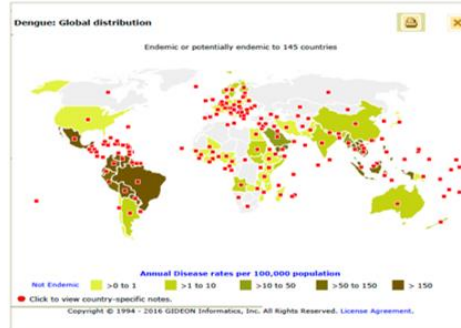 Dengue: Global distribution
Endemic or potentially endemic to 145 countries
Annual Disease rates per 100,000 population
Not Endemic >0 to 1 >1 to 10 >10 to 50 >50 to 150 > 150
Click to view country-specific notes.
Copyright © 1994 - 2016 GIDEON Informatics, Inc. All Rights Reserved. License Agreement.